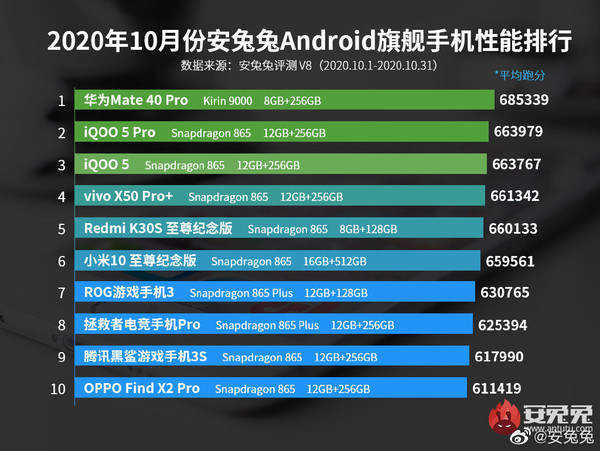 2020年10月份安兔兔Android旗舰手机性能排行
数据来源：安兔兔评测 V8（2020.10.1-2020.10.31）
*平均跑分
1 华为Mate 40 Pro Kirin 9000 8GB+256GB 685339
2 iQOO 5 Pro Snapdragon 865 12GB+256GB 663979
3 iQOO 5 Snapdragon 865 12GB+256GB 663767
4 vivo X50 Pro+ Snapdragon 865 12GB+256GB 661342
5 Redmi K30S 至尊纪念版 Snapdragon 865 8GB+128GB 660133
6 小米10 至尊纪念版 Snapdragon 865 16GB+512GB 659561
7 ROG游戏手机3 Snapdragon 865 Plus 12GB+128GB 630765
8 拯救者电竞手机Pro Snapdragon 865 Plus 12GB+256GB 625394
9 腾讯黑鲨游戏手机3S Snapdragon 865 12GB+256GB 617990
10 OPPO Find X2 Pro Snapdragon 865 12GB+256GB 611419
安兔兔
www.antutu.com
@安兔兔